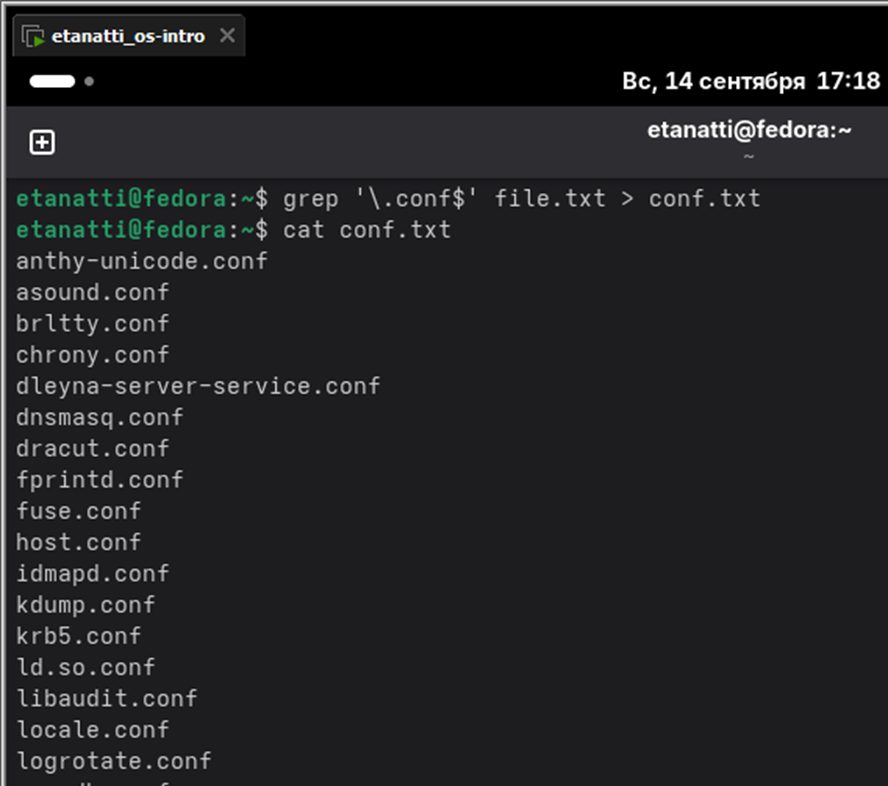 etanatti_os-intro
Вс, 14 сентября 17:18
etanatti@fedora:~
~
etanatti@fedora:~$ grep '\.conf$' file.txt > conf.txt
etanatti@fedora:~$ cat conf.txt
anthy-unicode.conf
asound.conf
brltty.conf
chrony.conf
dleyna-server-service.conf
dnsmasq.conf
dracut.conf
fprintd.conf
fuse.conf
host.conf
idmapd.conf
kdump.conf
krb5.conf
ld.so.conf
libaudit.conf
locale.conf
logrotate.conf